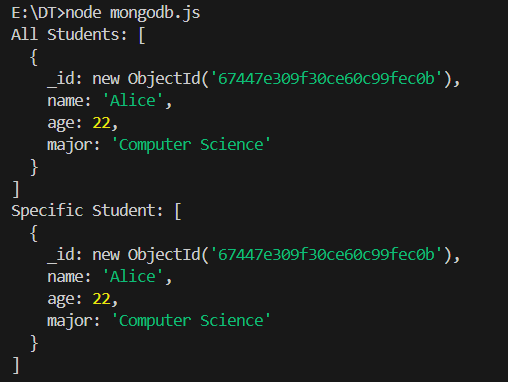 E:\DT>node mongodb.js
All Students: [
  {
    _id: new ObjectId('67447e309f30ce60c99fec0b'),
    name: 'Alice',
    age: 22,
    major: 'Computer Science'
  }
]
Specific Student: [
  {
    _id: new ObjectId('67447e309f30ce60c99fec0b'),
    name: 'Alice',
    age: 22,
    major: 'Computer Science'
  }
]